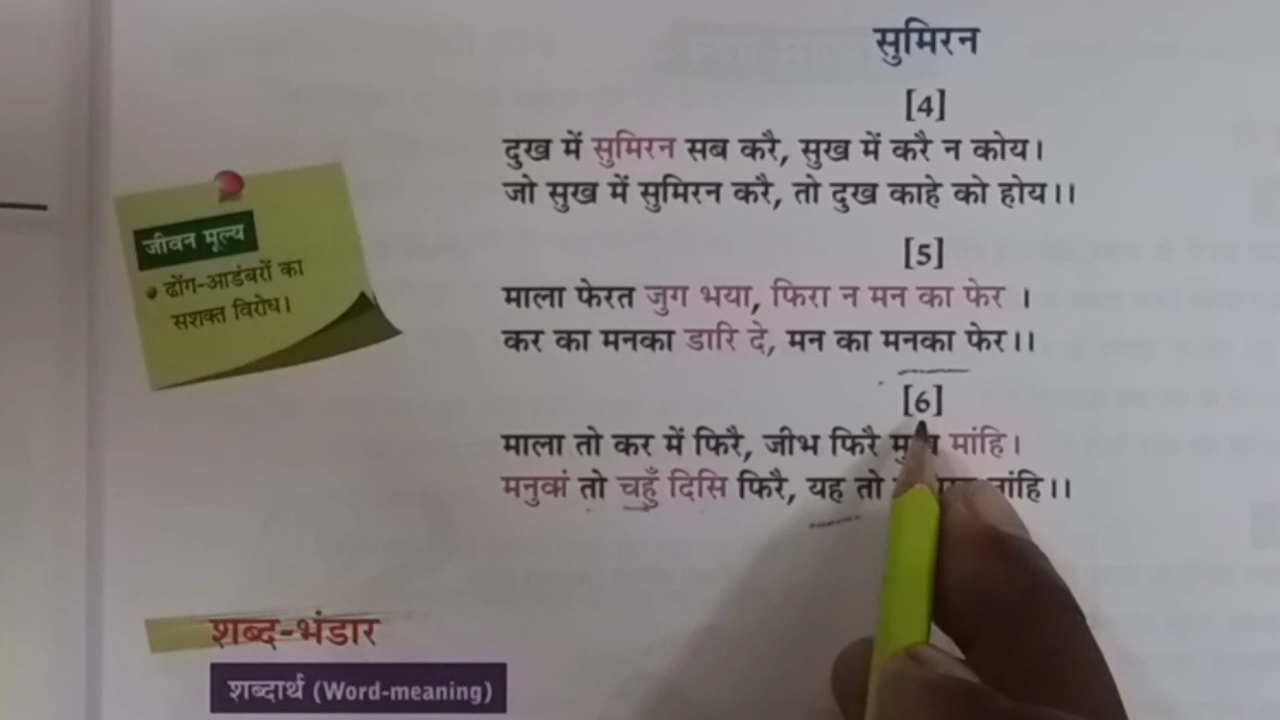 सुमिरन
[4]
दुख में सुमिरन सब करै, सुख में करै न कोय।
जो सुख में सुमिरन करै, तो दुख काहे को होय।।
[5]
माला फेरत जुग भया, फिरा न मन का फेर ।
कर का मनका डारि दे, मन का मनका फेर।।
[6]
माला तो कर में फिरै, जीभ फिरै मांहि।
मनुवां तो चहुँ दिसि फिरै, यह तो
जीवन मूल्य
• ढोंग-आडंबरों का
सशक्त विरोध।
शब्द-भंडार
शब्दार्थ (Word-meaning)